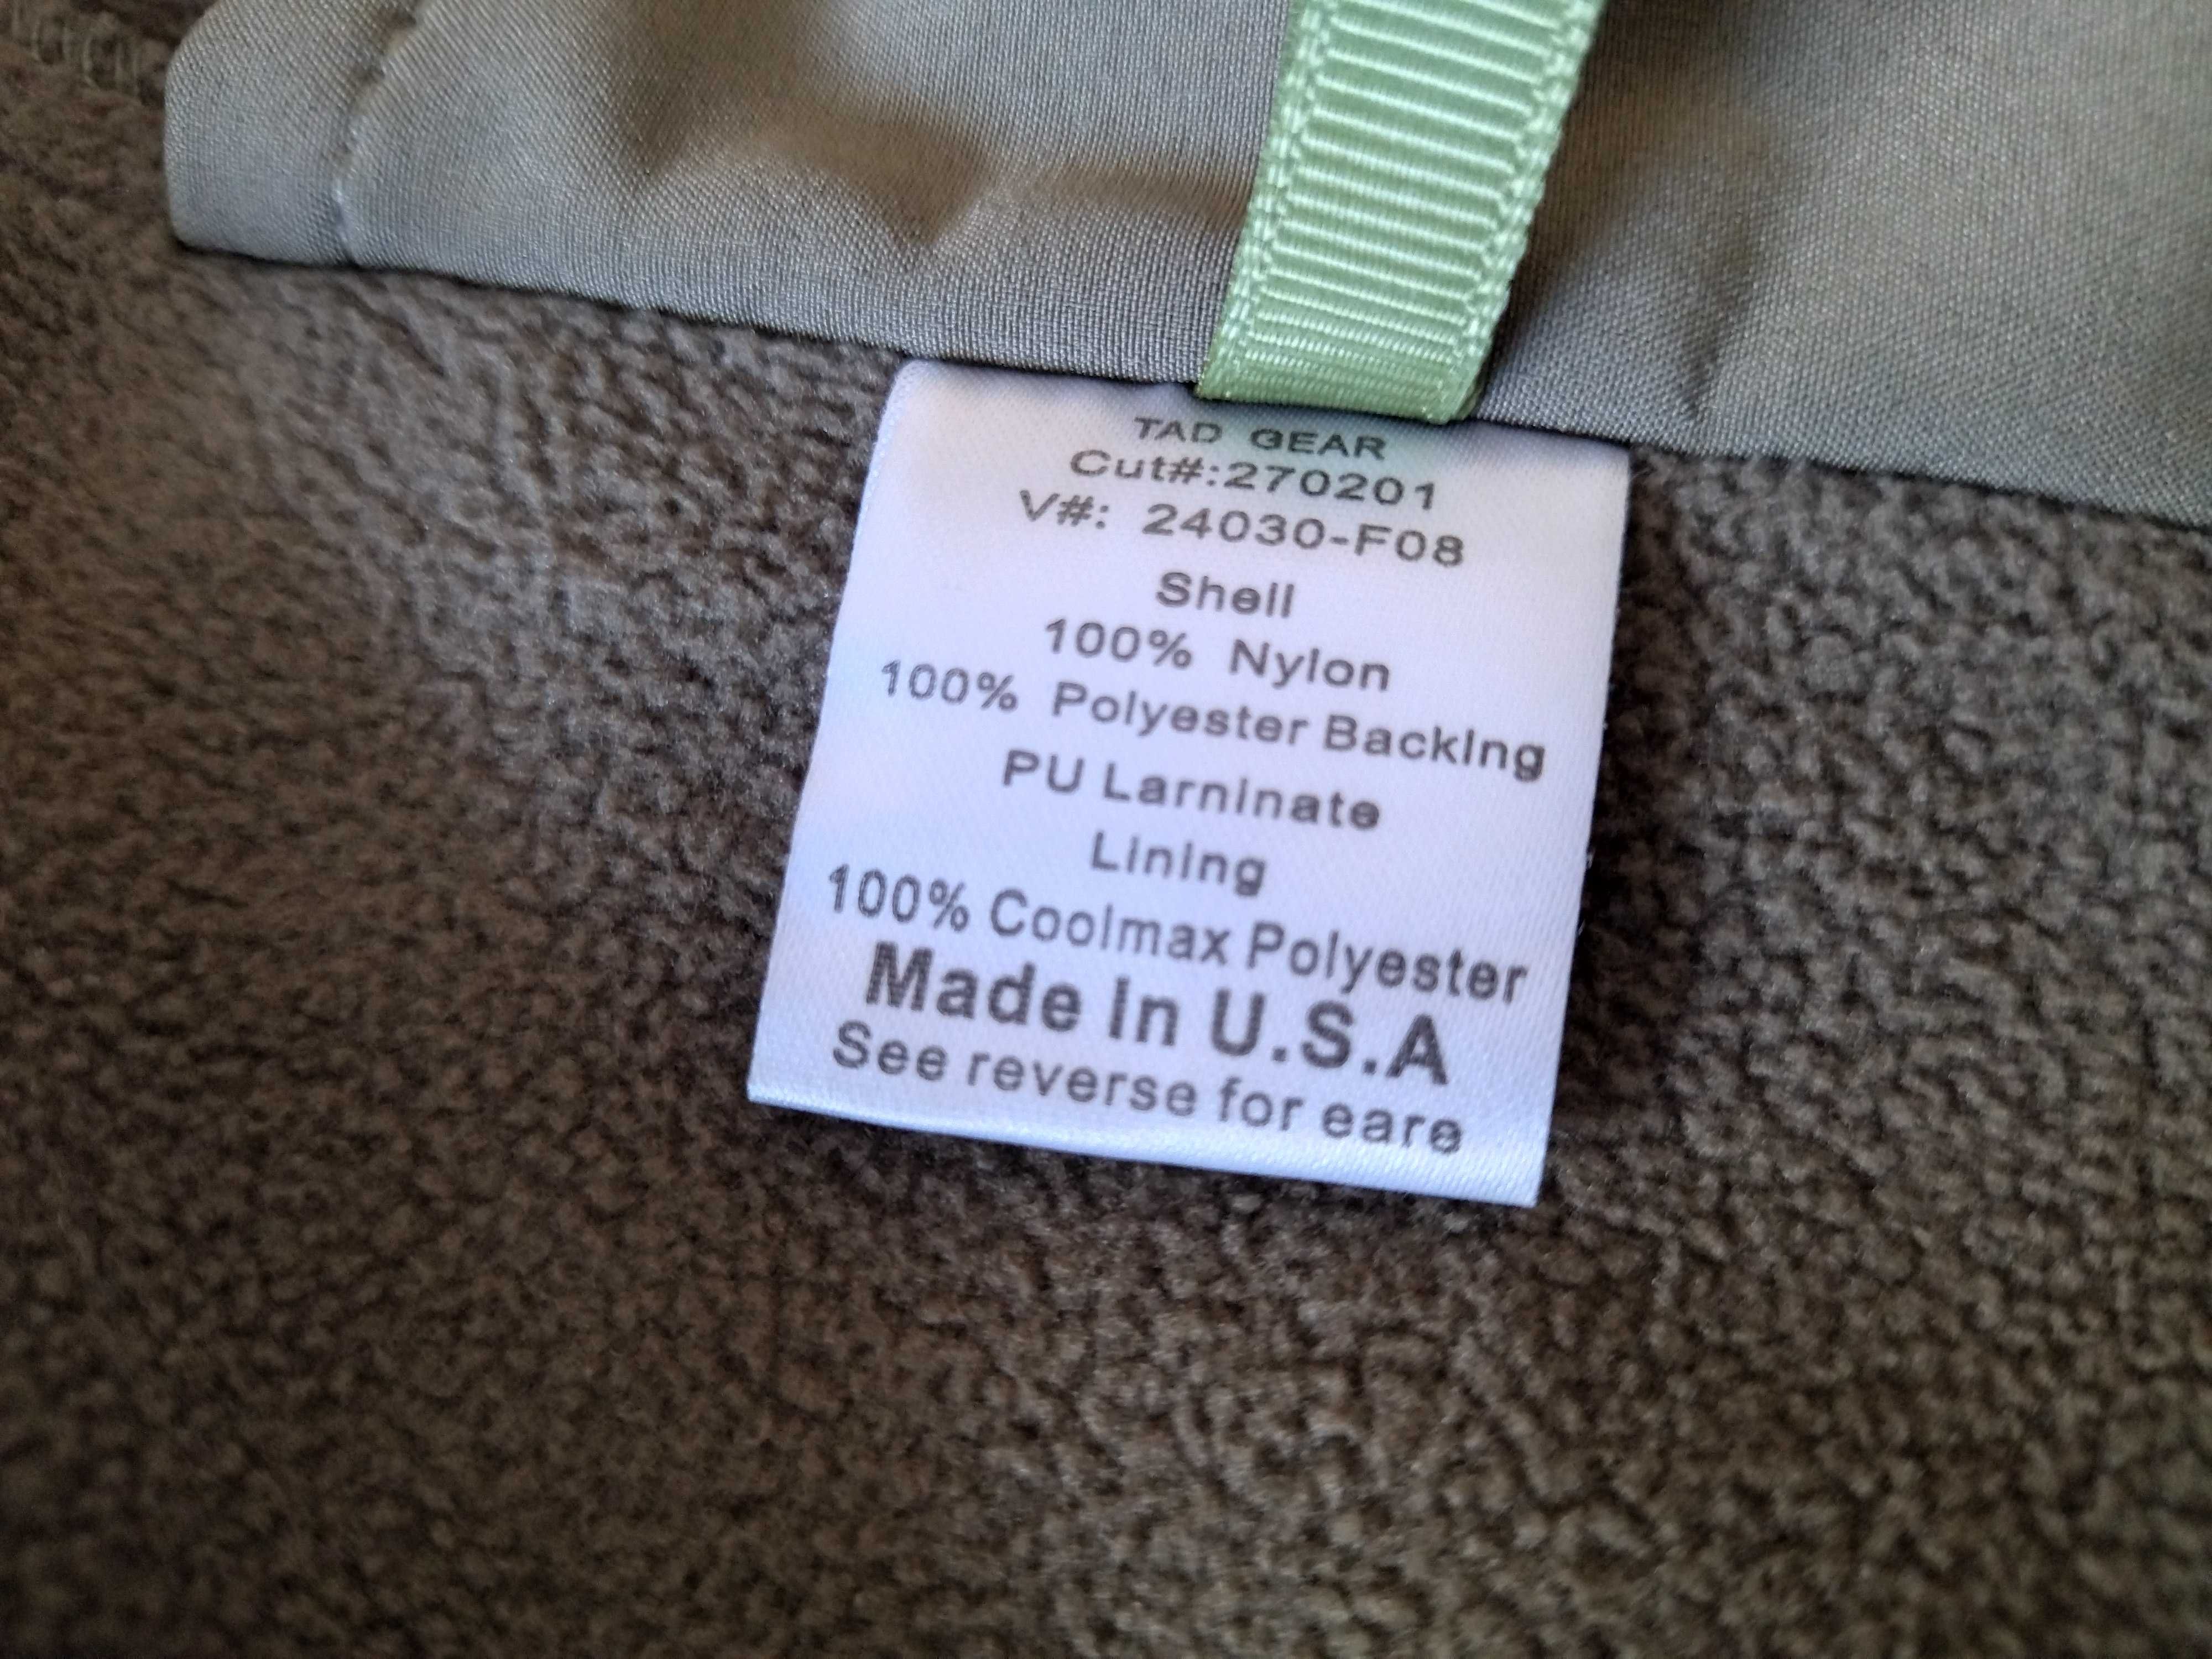 TAD GEAR
Cut#:270201
V#: 24030-F08
Shell
100% Nylon
100% Polyester BackIng
PU Larninate
Lining
100% Coolmax Polyester
Made In U.S.A
See reverse for eare